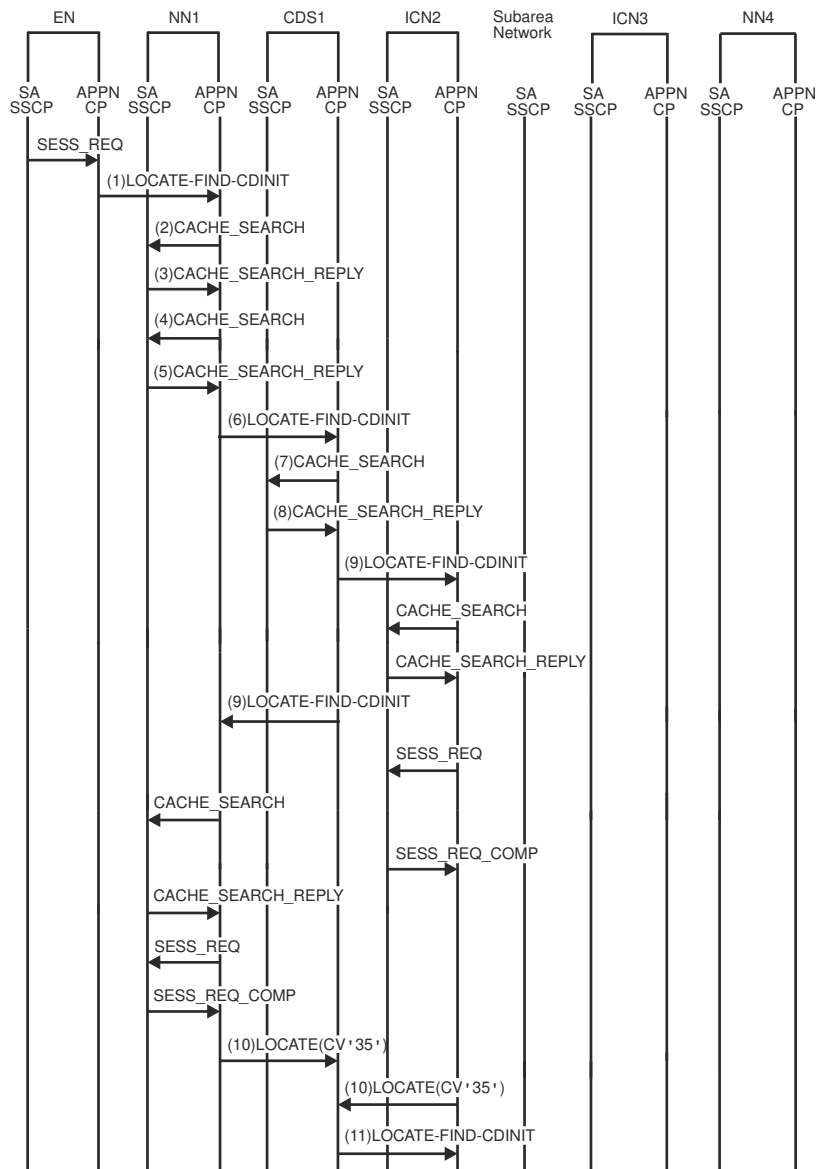 EN NN1 CDS1 ICN2 Subarea Network ICN3 NN4
SA SSCP APPN CP SA SSCP APPN CP SA SSCP APPN CP SA SSCP APPN CP SA SSCP SA SSCP APPN CP SA SSCP APPN CP
SESS_REQ
(1)LOCATE-FIND-CDINIT
(2)CACHE_SEARCH
(3)CACHE_SEARCH_REPLY
(4)CACHE_SEARCH
(5)CACHE_SEARCH_REPLY
(6)LOCATE-FIND-CDINIT
(7)CACHE_SEARCH
(8)CACHE_SEARCH_REPLY
(9)LOCATE-FIND-CDINIT
CACHE_SEARCH
CACHE_SEARCH_REPLY
(9)LOCATE-FIND-CDINIT
SESS_REQ
CACHE_SEARCH
SESS_REQ_COMP
CACHE_SEARCH_REPLY
SESS_REQ
SESS_REQ_COMP
(10)LOCATE(CV'35')
(10)LOCATE(CV'35')
(11)LOCATE-FIND-CDINIT